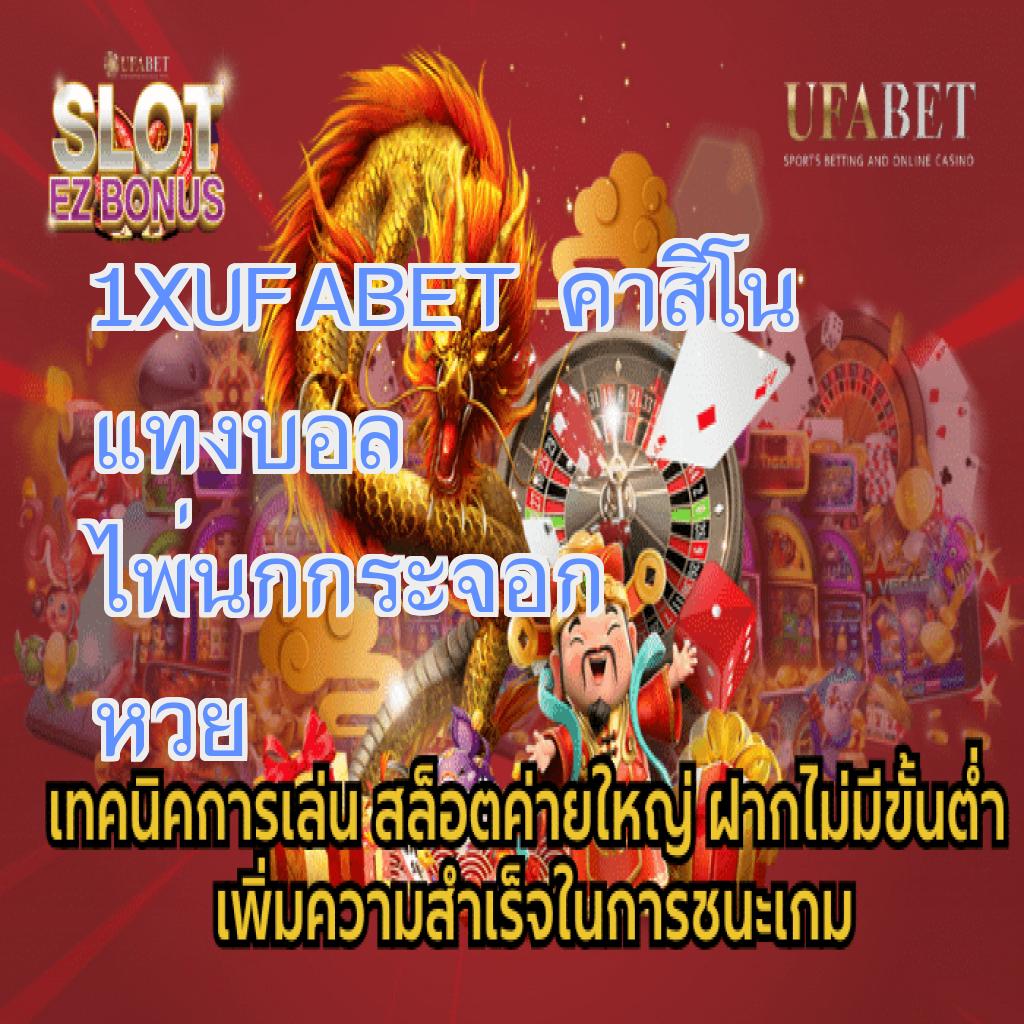 UFABET
SLOT
EZ BONUS
UFABET
SPORTS BETTING AND ONLINE CASINO
1XUFABET คาสิโน
แทงบอล
ไพ่นกกระจอก
หวย
เทคนิคการเล่น สล็อตค่ายใหญ่ ฝากไม่มีขั้นต่ำ
เพิ่มความสำเร็จในการชนะเกม